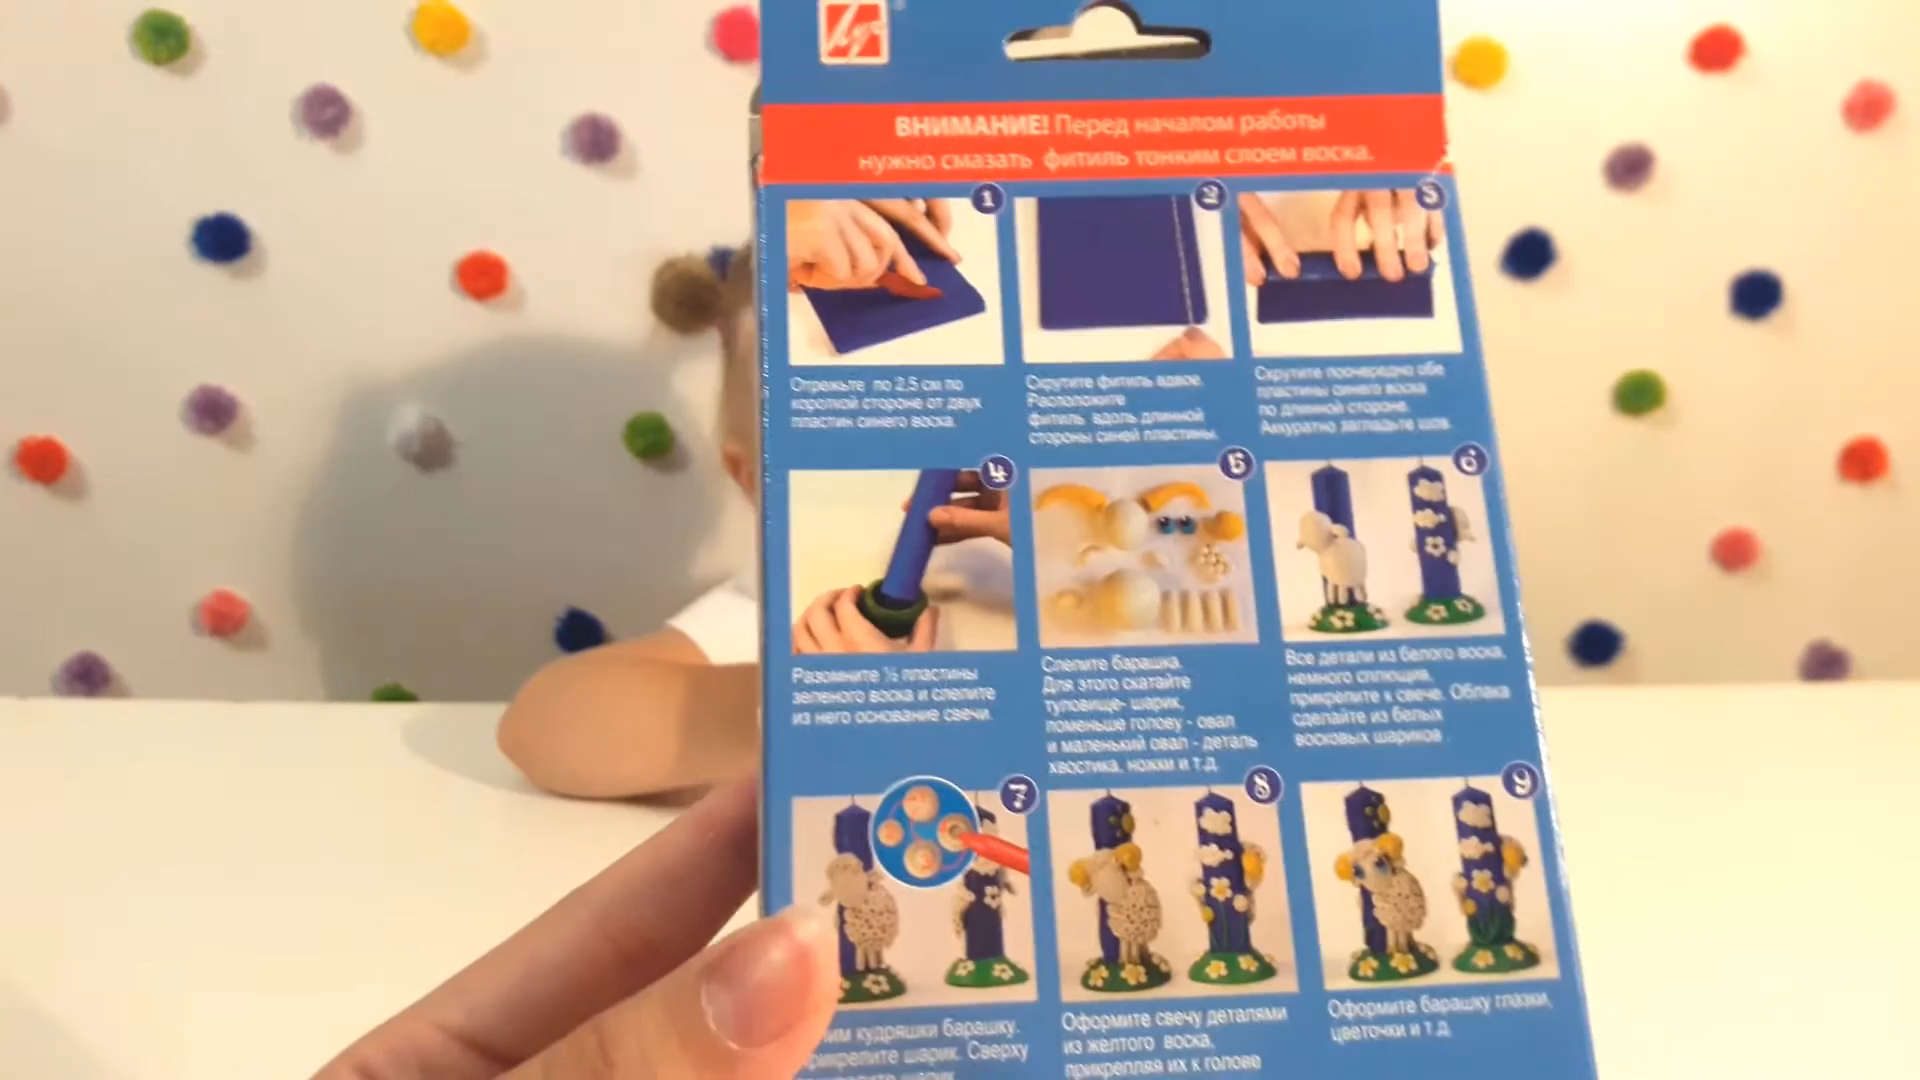 Луч
ВНИМАНИЕ! Перед началом работы
нужно смазать фитиль тонким слоем воска.
1
Отрежьте по 2,5 см по
короткой стороне от двух
пластин синего воска.
2
Скрутите фитиль вдвое.
Расположите
фитиль вдоль длинной
стороны синей пластины.
3
Скрутите поочередно обе
пластины синего воска
по длинной стороне.
Аккуратно загладьте шов.
4
Разомните ½ пластины
зеленого воска и слепите
из него основание свечи.
5
Слепите барашка.
Для этого скатайте
туловище- шарик,
поменьше голову - овал
и маленький овал - деталь
хвостика, ножки и т.д.
6
Все детали из белого воска,
немного сплющив,
прикрепите к свече. Облака
сделайте из белых
восковых шариков.
7
кудряшки барашку.
шарик. Сверху
шарик
8
Оформите свечу деталями
из желтого воска,
прикрепляя их к голове
9
Оформите барашку глазки,
цветочки и т.д.